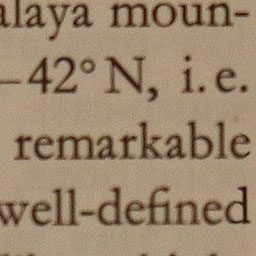 alaya moun-
–42° N, i. e.
remarkable
well-defined